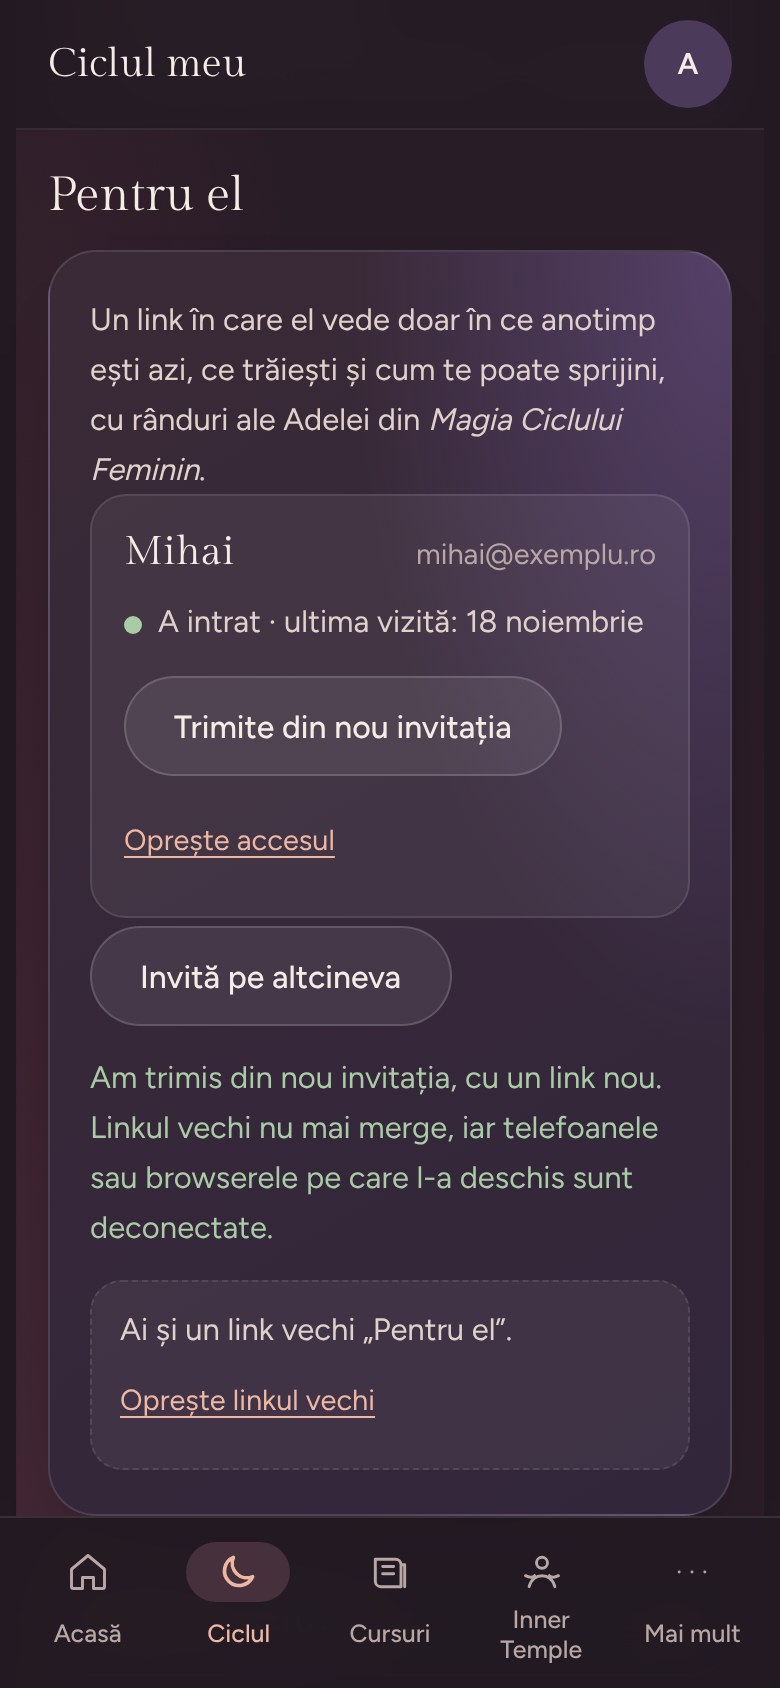 Ciclul meu
A
Pentru el
Un link în care el vede doar în ce anotimp
ești azi, ce trăiești și cum te poate sprijini,
cu rânduri ale Adelei din Magia Ciclului
Feminin.
Mihai
mihai@exemplu.ro
A intrat · ultima vizită: 18 noiembrie
Trimite din nou invitația
Oprește accesul
Invită pe altcineva
Am trimis din nou invitația, cu un link nou.
Linkul vechi nu mai merge, iar telefoanele
sau browserele pe care l-a deschis sunt
deconectate.
Ai și un link vechi „Pentru el”.
Oprește linkul vechi
Acasă
Ciclul
Cursuri
Inner
Temple
Mai mult